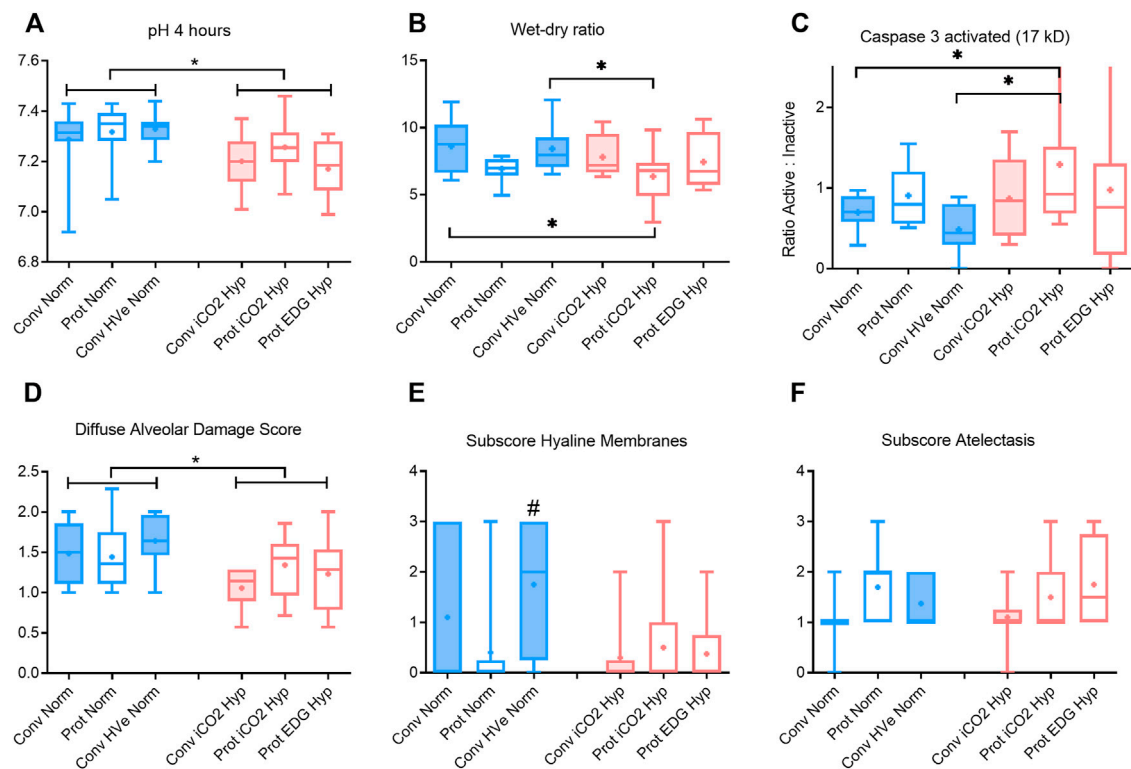 A
pH 4 hours
*
7.6
7.4
7.2
7.0
6.8
Conv Norm
Prot Norm
Conv HVe Norm
Conv iCO2 Hyp
Prot iCO2 Hyp
Prot EDG Hyp
B
Wet-dry ratio
*
*
15
10
5
0
Conv Norm
Prot Norm
Conv HVe Norm
Conv iCO2 Hyp
Prot iCO2 Hyp
Prot EDG Hyp
C
Caspase 3 activated (17 kD)
*
*
Ratio Active : Inactive
2
1
0
Conv Norm
Prot Norm
Conv HVe Norm
Conv iCO2 Hyp
Prot iCO2 Hyp
Prot EDG Hyp
D
Diffuse Alveolar Damage Score
*
2.5
2.0
1.5
1.0
0.5
0.0
Conv Norm
Prot Norm
Conv HVe Norm
Conv iCO2 Hyp
Prot iCO2 Hyp
Prot EDG Hyp
E
Subscore Hyaline Membranes
#
4
3
2
1
0
Conv Norm
Prot Norm
Conv HVe Norm
Conv iCO2 Hyp
Prot iCO2 Hyp
Prot EDG Hyp
F
Subscore Atelectasis
4
3
2
1
0
Conv Norm
Prot Norm
Conv HVe Norm
Conv iCO2 Hyp
Prot iCO2 Hyp
Prot EDG Hyp